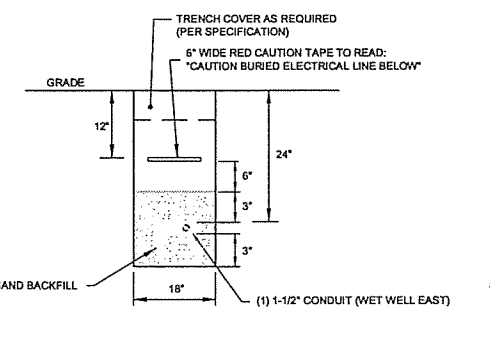 TRENCH COVER AS REQUIRED
(PER SPECIFICATION)
6" WIDE RED CAUTION TAPE TO READ:
"CAUTION BURIED ELECTRICAL LINE BELOW"
GRADE
12"
24"
6"
3"
3"
AND BACKFILL
18"
(1) 1-1/2" CONDUIT (WET WELL EAST)